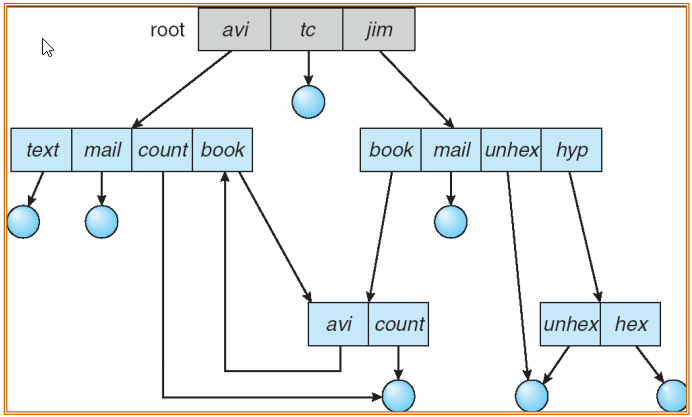 root avi tc jim
text mail count book
book mail unhex hyp
avi count
unhex hex